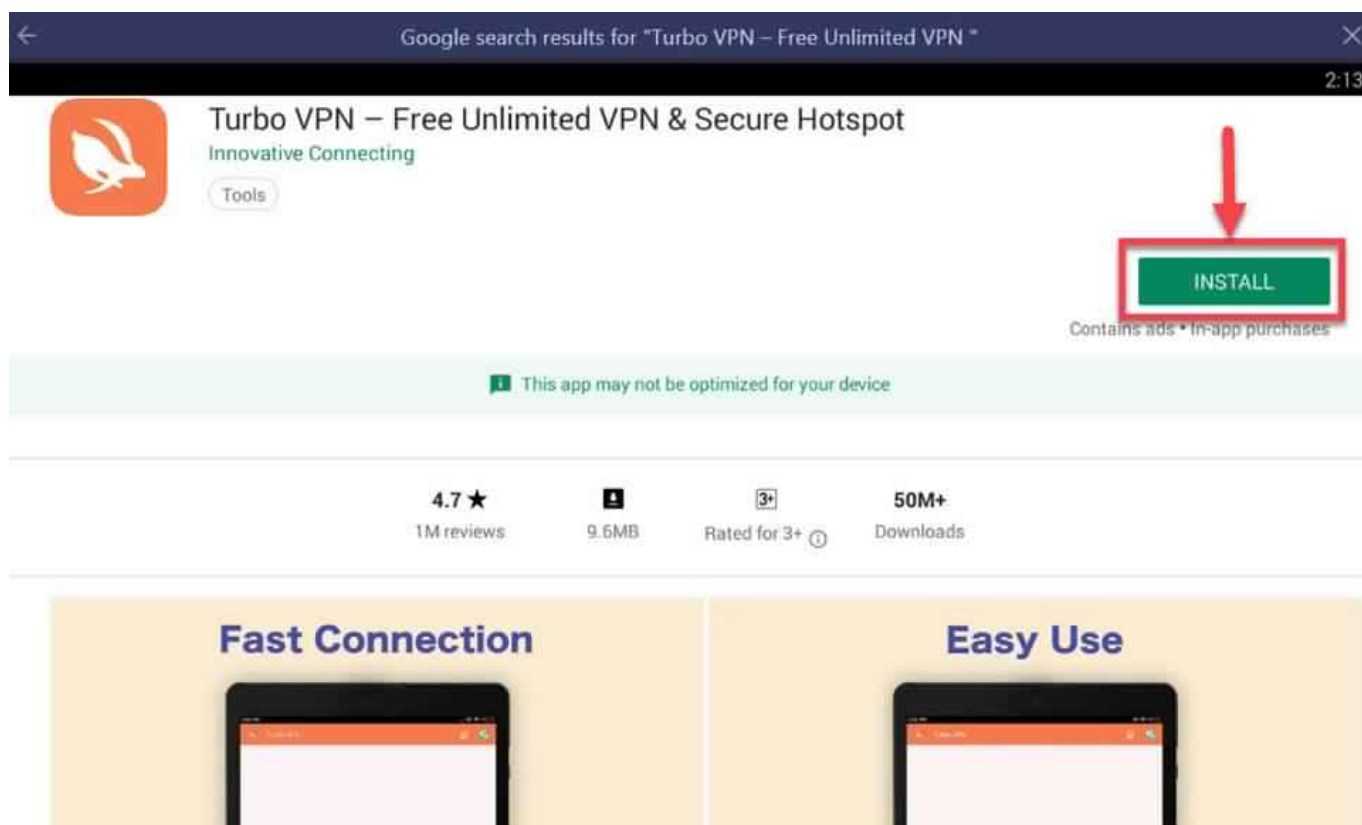 Google search results for "Turbo VPN – Free Unlimited VPN "
2:13
Turbo VPN – Free Unlimited VPN & Secure Hotspot
Innovative Connecting
Tools
INSTALL
Contains ads • In-app purchases
This app may not be optimized for your device
4.7 ★
1M reviews
9.6MB
3+
Rated for 3+
50M+
Downloads
Fast Connection
Easy Use